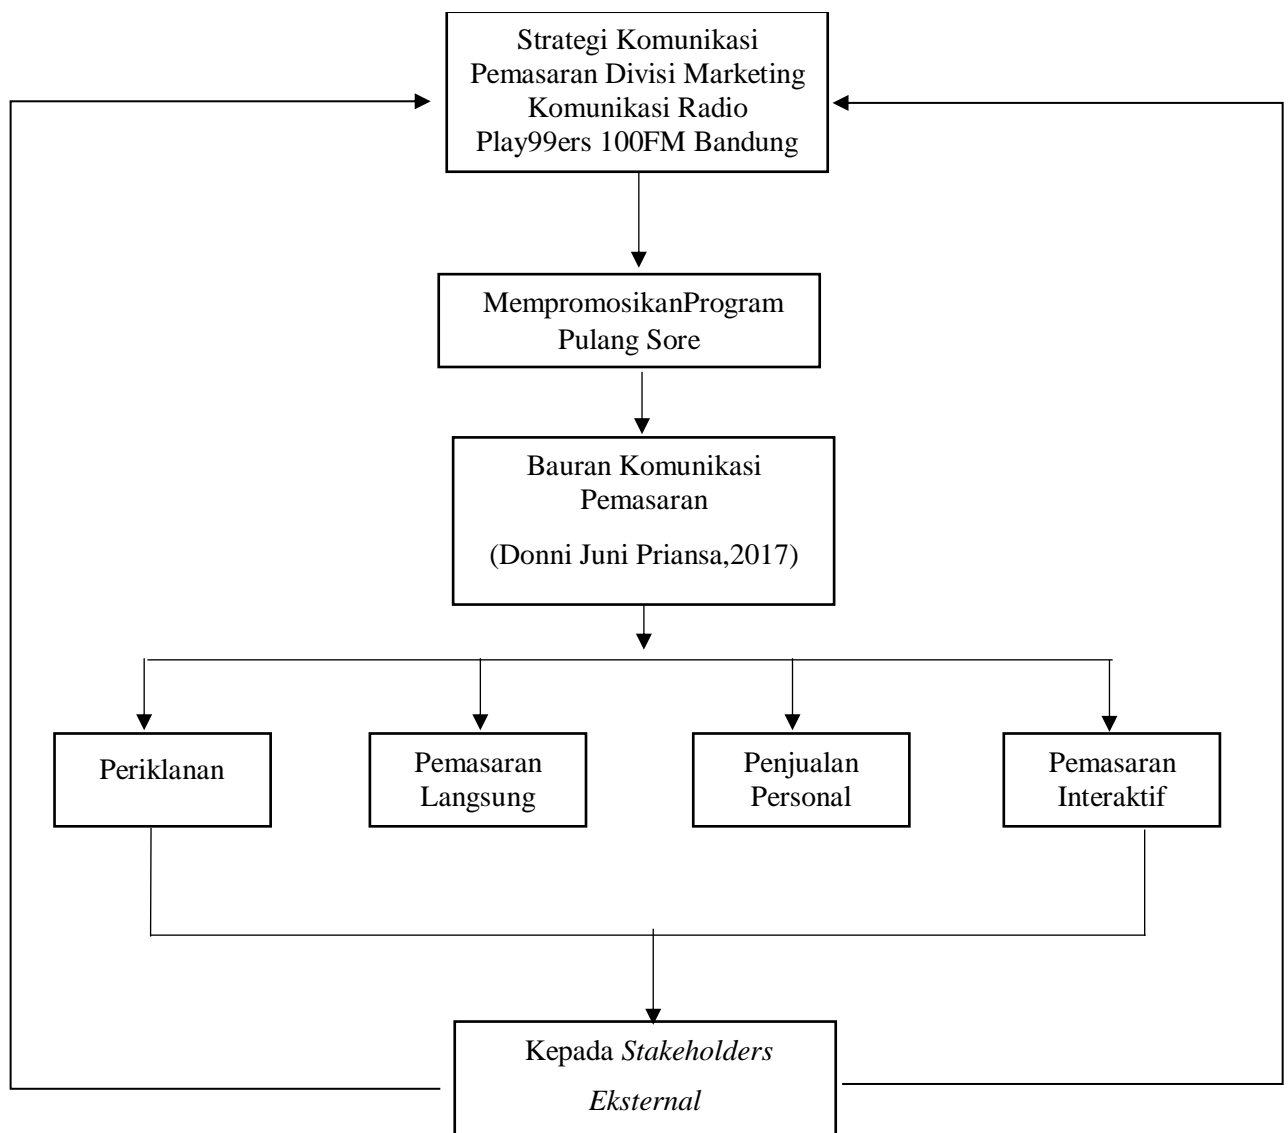 Strategi Komunikasi
Pemasaran Divisi Marketing
Komunikasi Radio
Play99ers 100FM Bandung
MempromosikanProgram
Pulang Sore
Bauran Komunikasi
Pemasaran
(Donni Juni Priansa,2017)
Periklanan
Pemasaran
Langsung
Penjualan
Personal
Pemasaran
Interaktif
Kepada Stakeholders
Eksternal